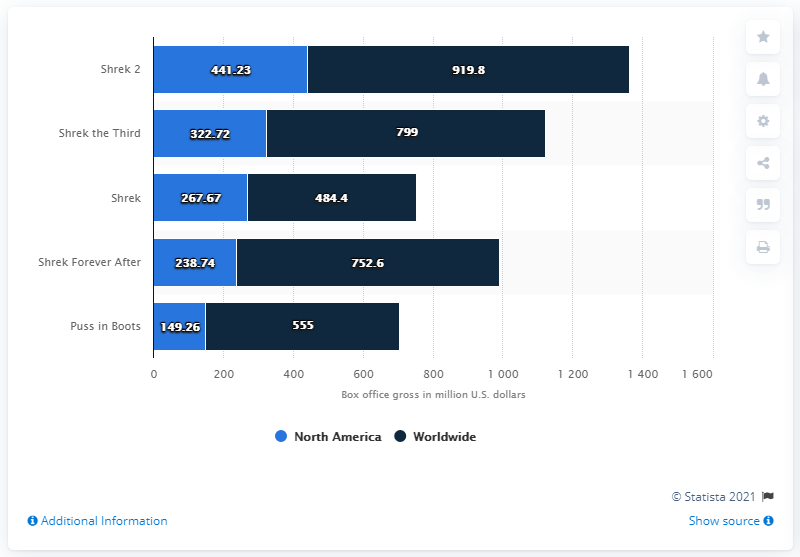 Shrek 2 441.23 919.8
Shrek the Third 322.72 799
Shrek 267.67 484.4
Shrek Forever After 238.74 752.6
Puss in Boots 149.26 555
0 200 400 600 800 1 000 1 200 1 400 1 600
Box office gross in million U.S. dollars
North America Worldwide
© Statista 2021
Additional Information Show source